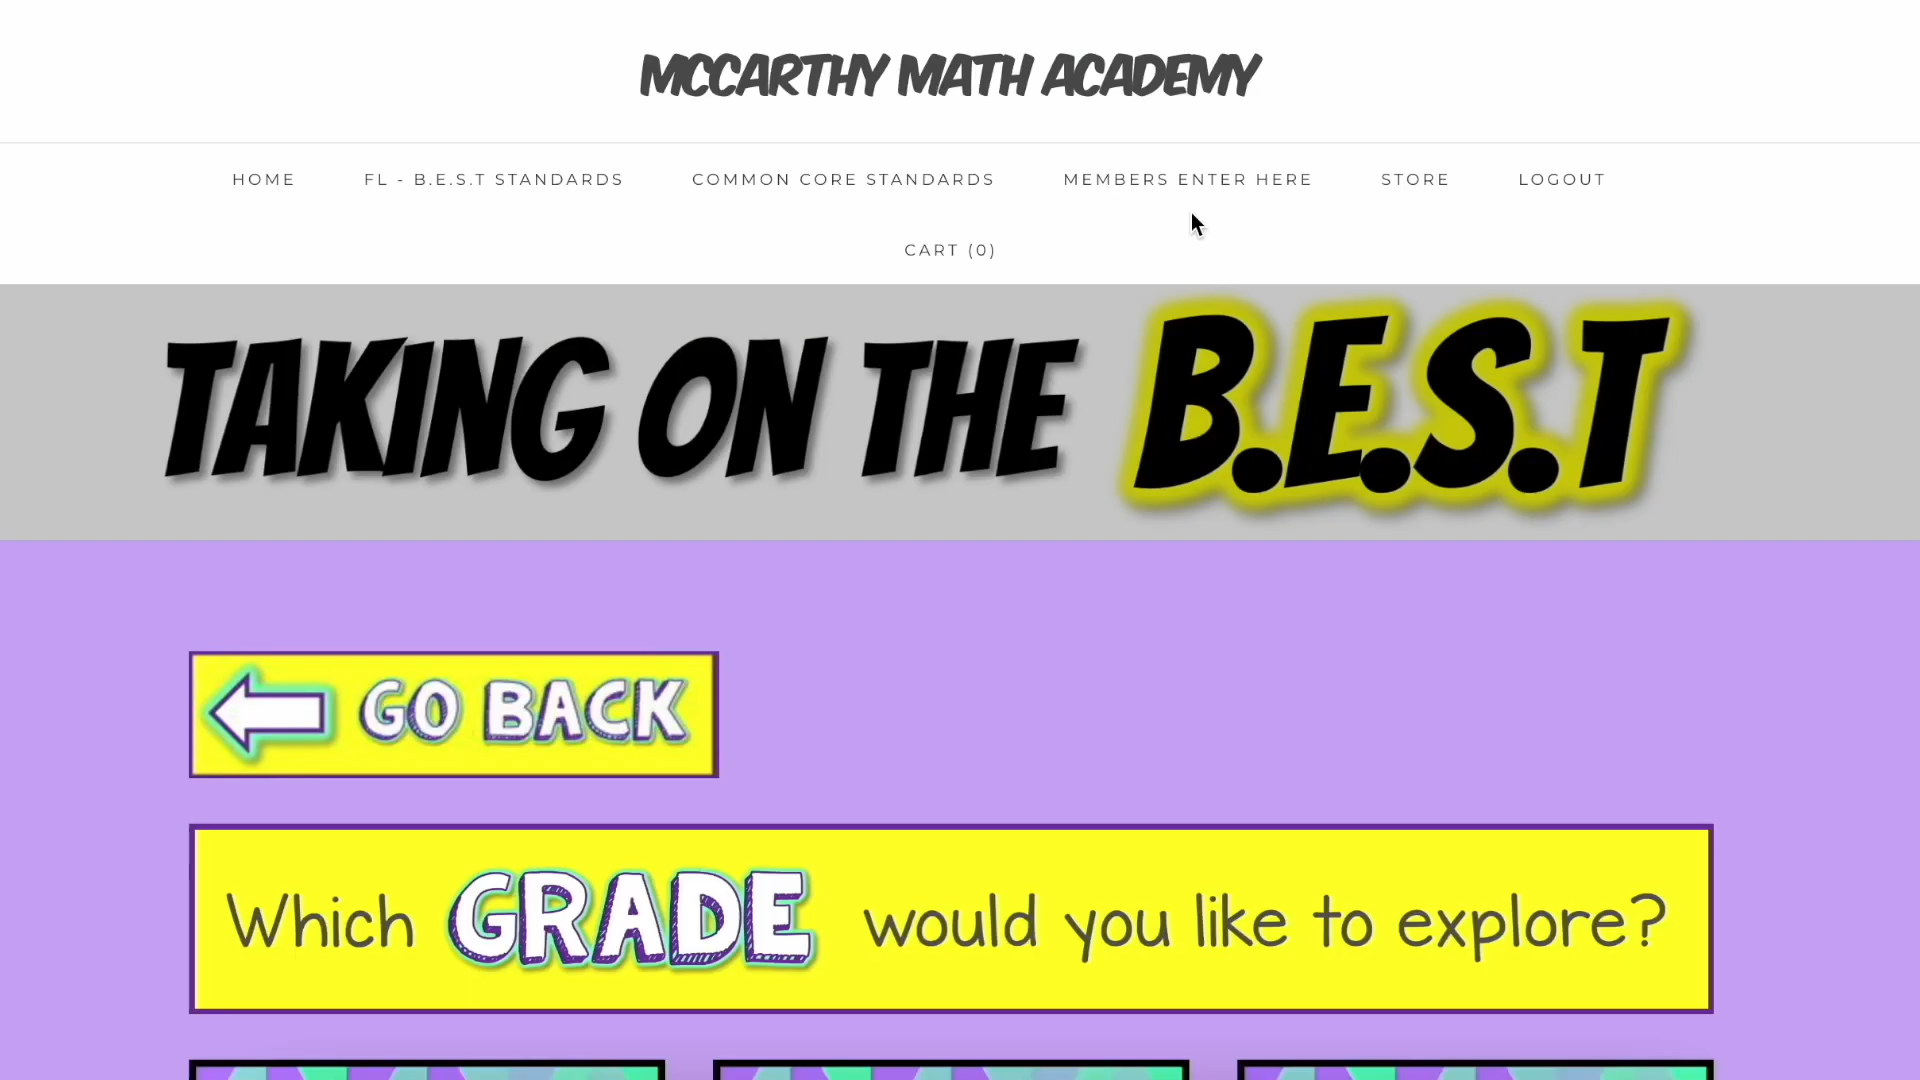 MCCARTHY MATH ACADEMY
HOME FL - B.E.S.T STANDARDS COMMON CORE STANDARDS MEMBERS ENTER HERE STORE LOGOUT
CART (0)
TAKING ON THE B.E.S.T
GO BACK
Which GRADE would you like to explore?